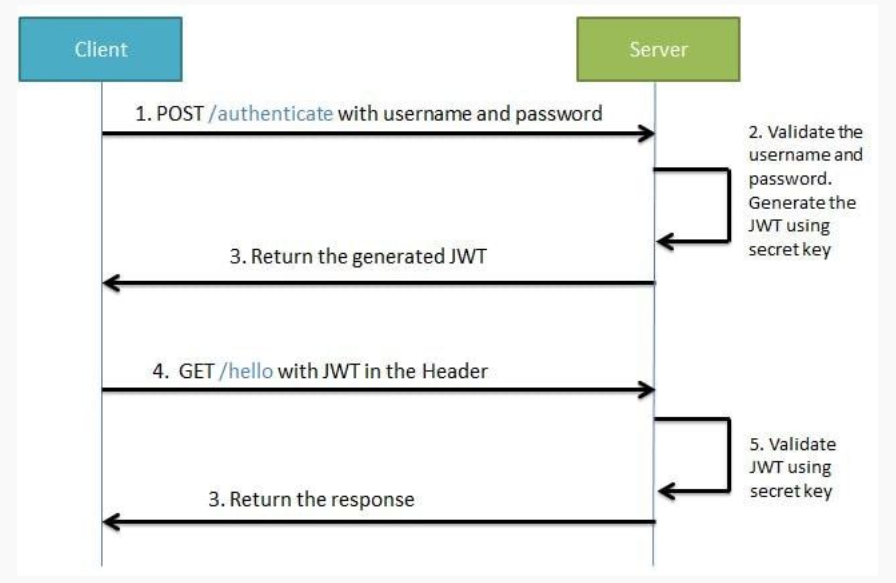 Client
Server
1. POST /authenticate with username and password
2. Validate the
username and
password.
Generate the
JWT using
secret key
3. Return the generated JWT
4. GET /hello with JWT in the Header
5. Validate
JWT using
secret key
3. Return the response